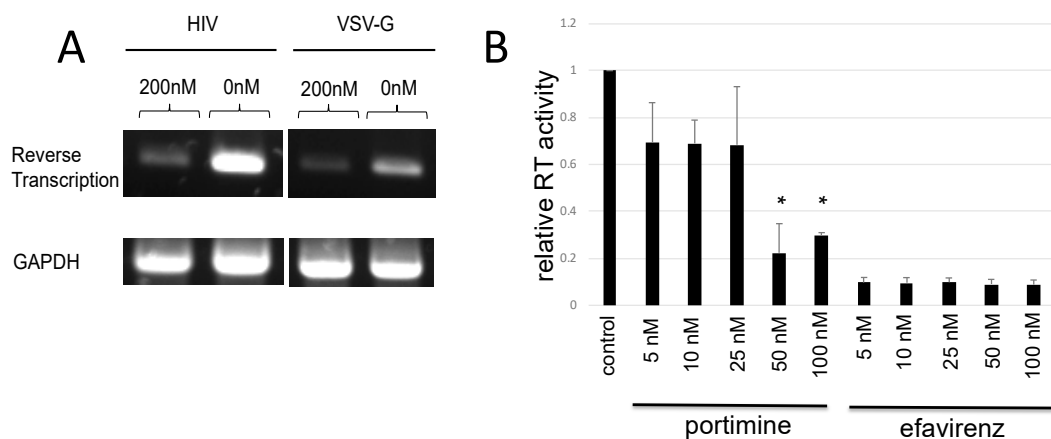 A
HIV
VSV-G
200nM
0nM
200nM
0nM
Reverse
Transcription
GAPDH
B
relative RT activity
1.2
1
0.8
0.6
0.4
0.2
0
*
*
control
5 nM
10 nM
25 nM
50 nM
100 nM
5 nM
10 nM
25 nM
50 nM
100 nM
portimine
efavirenz